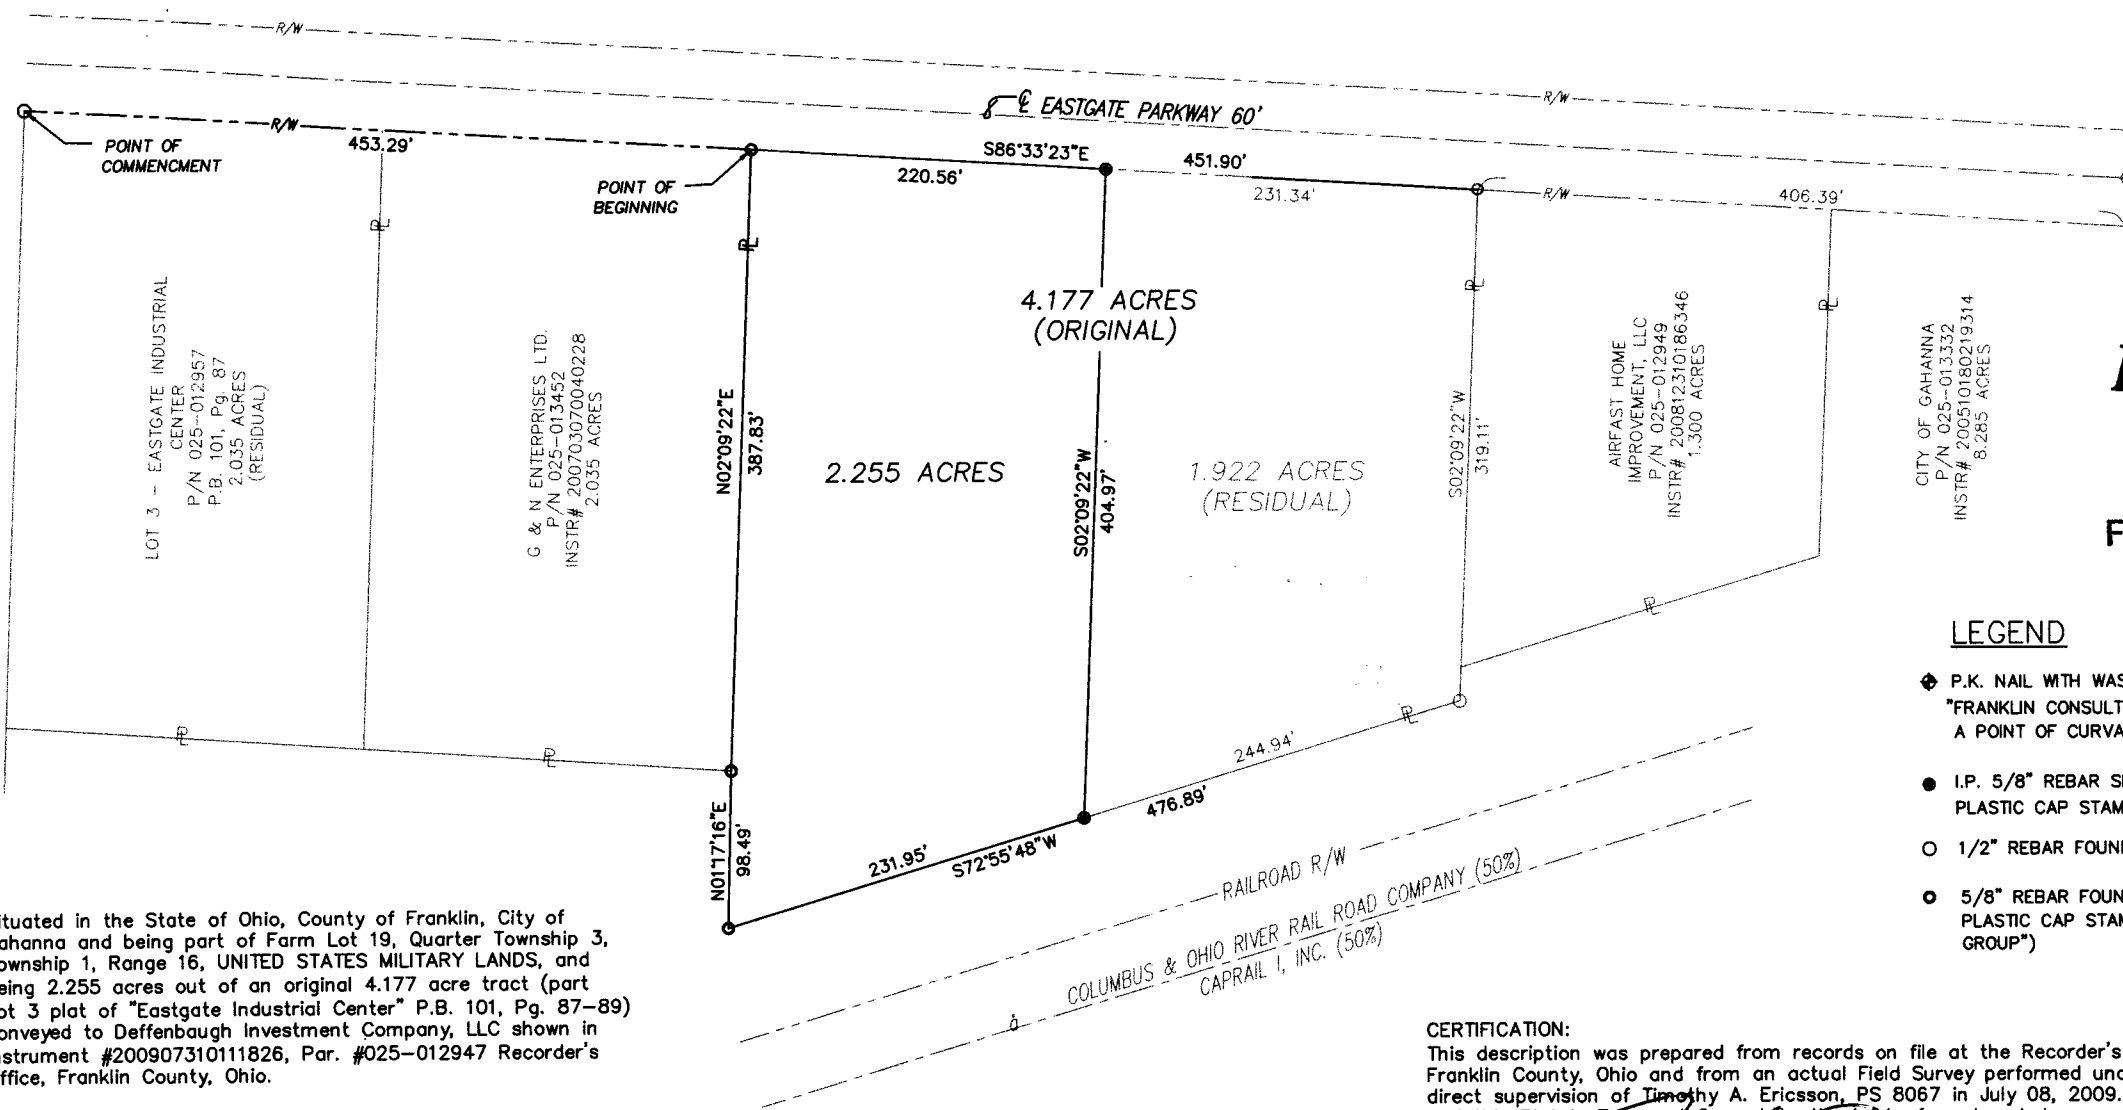 R/W
R/W
℄ EASTGATE PARKWAY 60'
R/W
POINT OF
COMMENCMENT
453.29'
POINT OF
BEGINNING
S86°33'23"E
220.56'
451.90'
231.34'
R/W
406.39'
LOT 3 - EASTGATE INDUSTRIAL
CENTER
P/N 025-012957
P.B. 101, Pg. 87
2.035 ACRES
(RESIDUAL)
G & N ENTERPRISES LTD.
P/N 025-013452
INSTR# 200703070040228
2.035 ACRES
N02°09'22"E
387.83'
4.177 ACRES
(ORIGINAL)
2.255 ACRES
S02°09'22"W
404.97'
1.922 ACRES
(RESIDUAL)
S02°09'22"W
319.11'
AIRFAST HOME
IMPROVEMENT, LLC
P/N 025-012949
INSTR# 200812310186346
1.300 ACRES
CITY OF GAHANNA
P/N 025-013332
INSTR# 200510180219314
8.285 ACRES
N01°17'16"E
98.49'
231.95'
S72°55'48"W
476.89'
244.94'
RAILROAD R/W
COLUMBUS & OHIO RIVER RAIL ROAD COMPANY (50%)
CAPRAIL I, INC. (50%)
LEGEND
P.K. NAIL WITH WAS
"FRANKLIN CONSULT
A POINT OF CURVA
I.P. 5/8" REBAR S
PLASTIC CAP STAM
1/2" REBAR FOUN
5/8" REBAR FOUN
PLASTIC CAP STAM
GROUP")
ituated in the State of Ohio, County of Franklin, City of
ahanna and being part of Farm Lot 19, Quarter Township 3,
ownship 1, Range 16, UNITED STATES MILITARY LANDS, and
eing 2.255 acres out of an original 4.177 acre tract (part
ot 3 plat of "Eastgate Industrial Center" P.B. 101, Pg. 87-89)
onveyed to Deffenbaugh Investment Company, LLC shown in
nstrument #200907310111826, Par. #025-012947 Recorder's
ffice, Franklin County, Ohio.
CERTIFICATION:
This description was prepared from records on file at the Recorder's
Franklin County, Ohio and from an actual Field Survey performed und
direct supervision of Timothy A. Ericsson, PS 8067 in July 08, 2009.